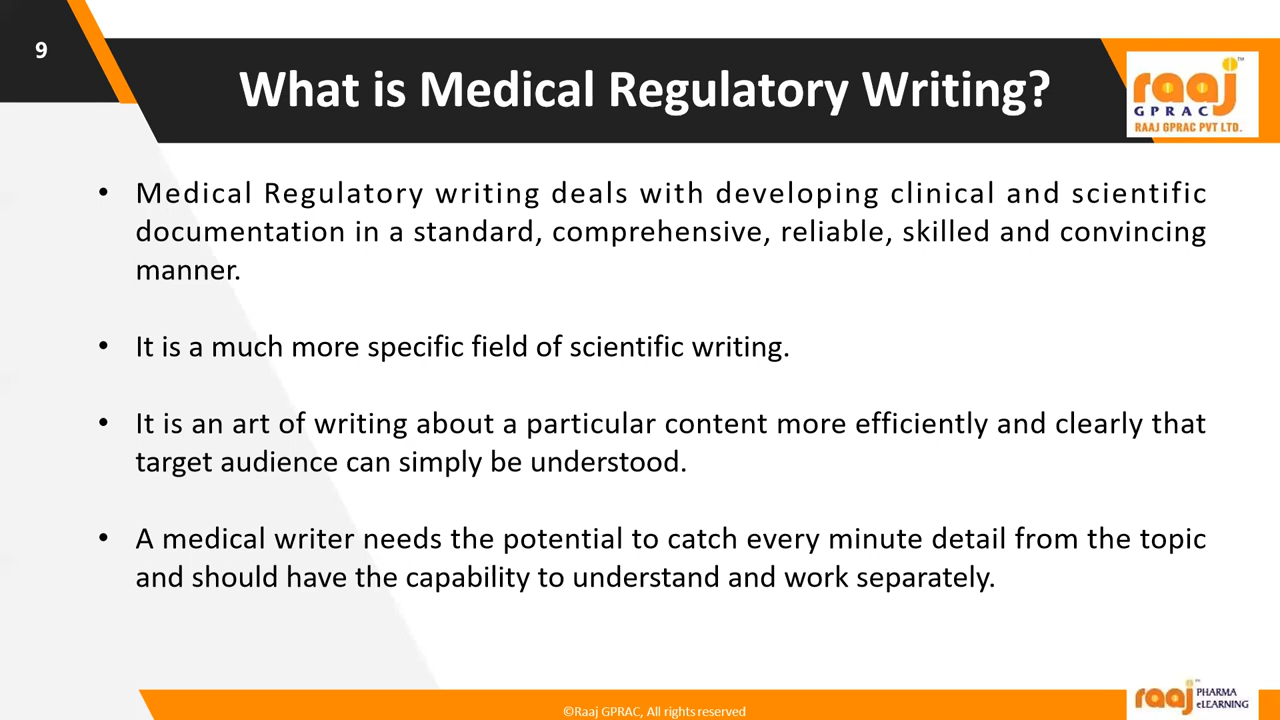 9
What is Medical Regulatory Writing?
raaj™
GPRAC
RAAJ GPRAC PVT LTD.
• Medical Regulatory writing deals with developing clinical and scientific
documentation in a standard, comprehensive, reliable, skilled and convincing
manner.
• It is a much more specific field of scientific writing.
• It is an art of writing about a particular content more efficiently and clearly that
target audience can simply be understood.
• A medical writer needs the potential to catch every minute detail from the topic
and should have the capability to understand and work separately.
©Raaj GPRAC, All rights reserved
raaj™ PHARMA
eLEARNING